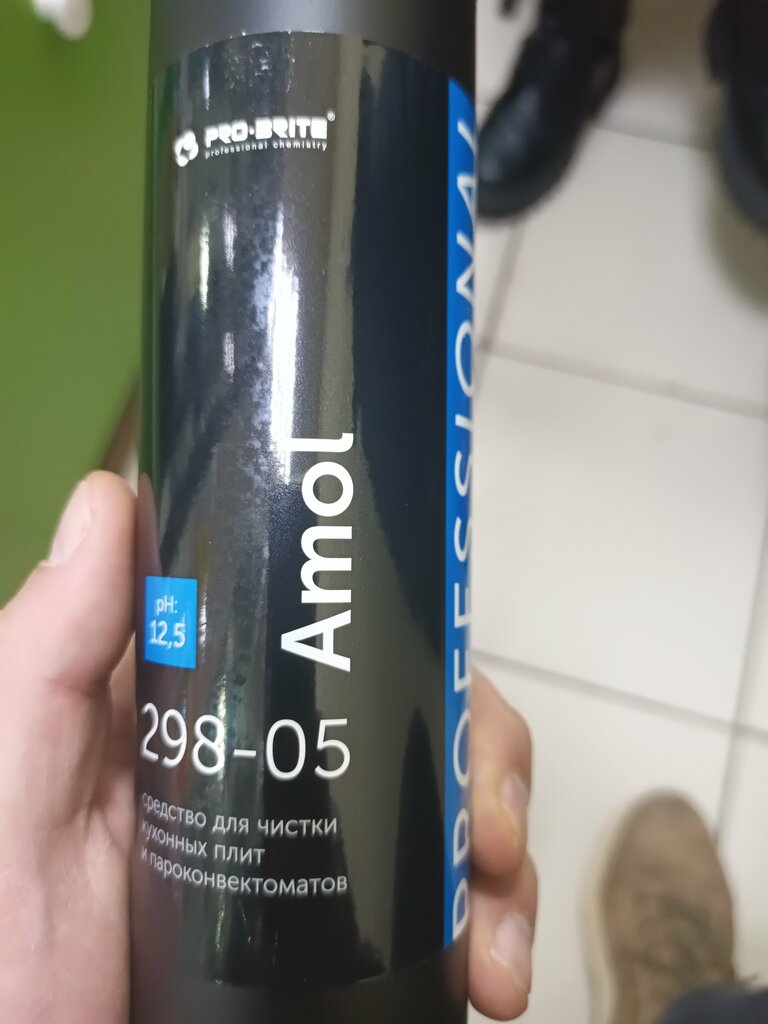 PRO-BRITE®
professional chemistry
PROFESSIONAL
Amol
pH:
12,5
298-05
средство для чистки
кухонных плит
и пароконвектоматов